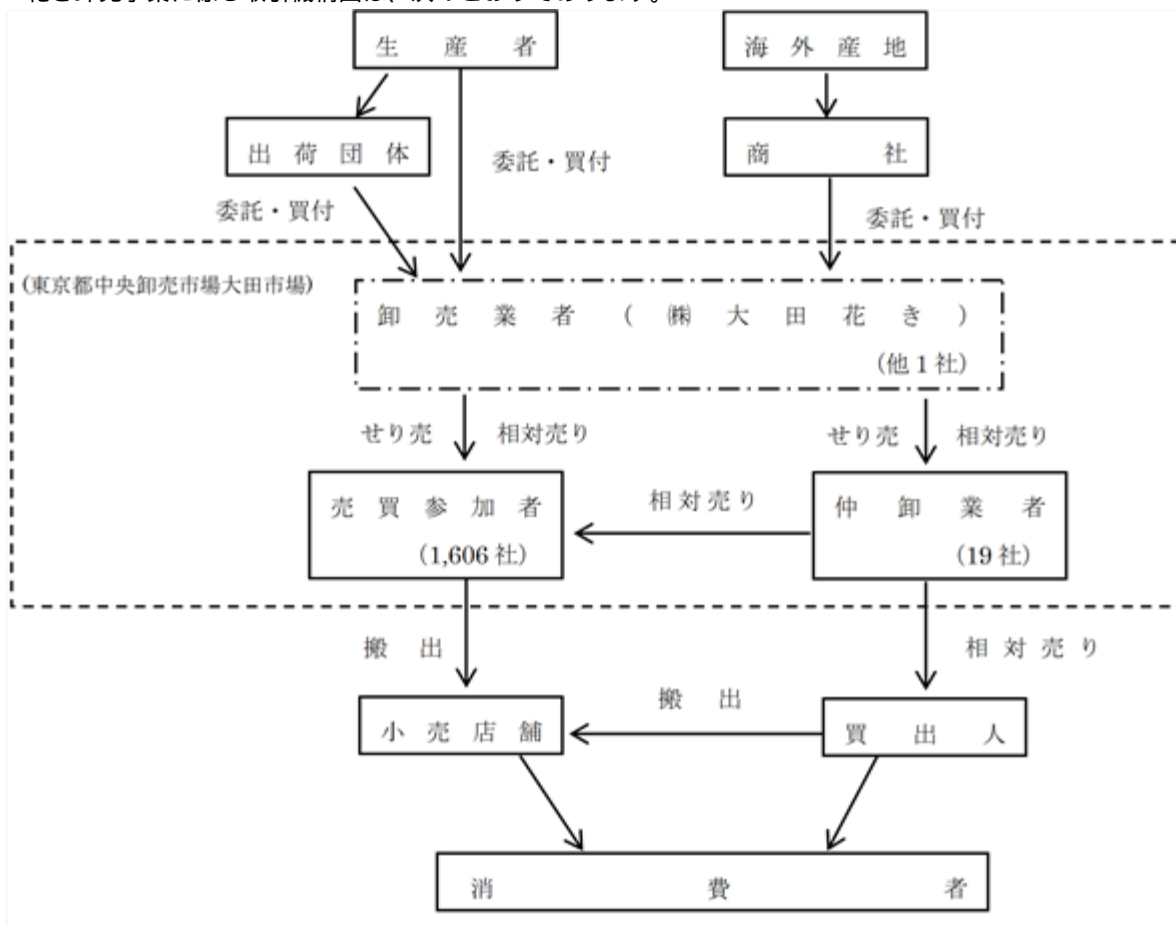 生産者
海外産地
出荷団体
商社
委託・買付
委託・買付
委託・買付
(東京都中央卸売市場大田市場)
卸売業者(㈱大田花き)
(他1社)
せり売 相対売り
せり売 相対売り
売買参加者
(1,606社)
相対売り
仲卸業者
(19社)
搬出
相対売り
搬出
小売店舗
買出人
消費者